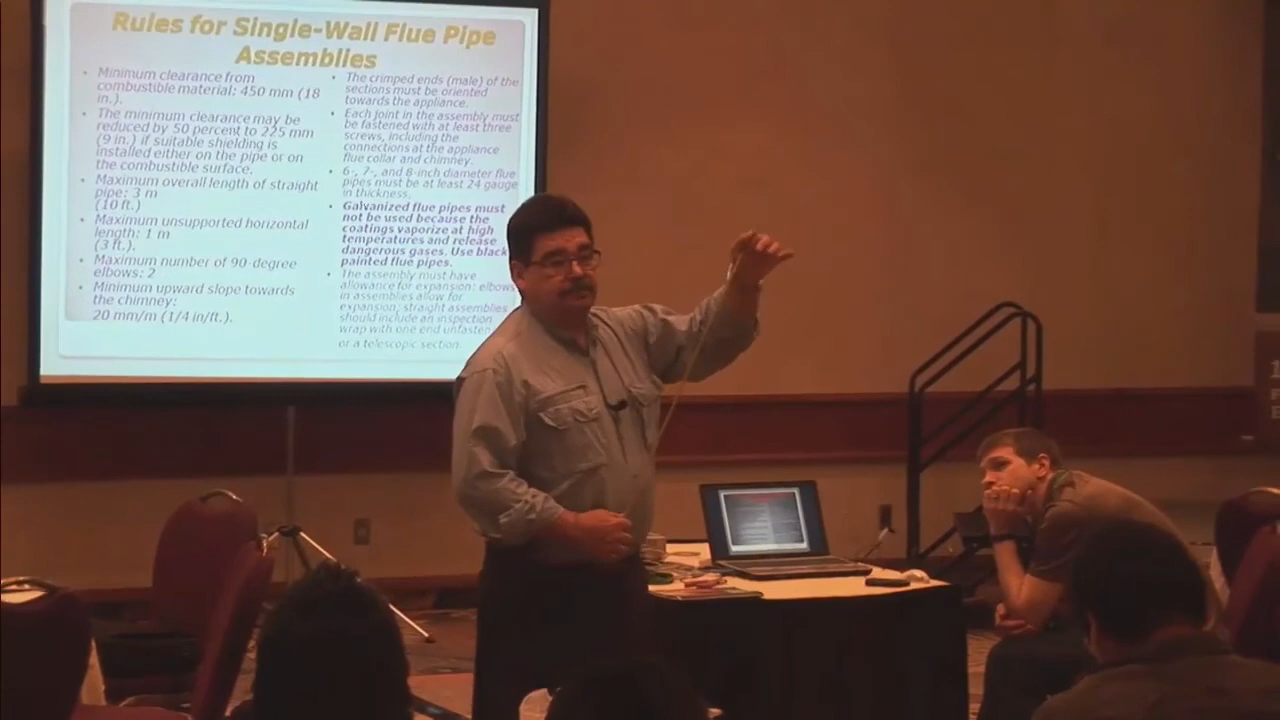 Rules for Single-Wall Flue Pipe
Assemblies
• Minimum clearance from
combustible material: 450 mm (18
in.).
• The minimum clearance may be
reduced by 50 percent to 225 mm
(9 in.) if suitable shielding is
installed either on the pipe or on
the combustible surface.
• Maximum overall length of straight
pipe: 3 m
(10 ft.)
• Maximum unsupported horizontal
length: 1 m
(3 ft.).
• Maximum number of 90-degree
elbows: 2
• Minimum upward slope towards
the chimney:
20 mm/m (1/4 in/ft.).
• The crimped ends (male) of the
sections must be oriented
towards the appliance.
• Each joint in the assembly must
be fastened with at least three
screws, including the
connections at the appliance
flue collar and chimney.
• 6-, 7-, and 8-inch diameter flue
pipes must be at least 24 gauge
in thickness.
• Galvanized flue pipes must
not be used because the
coatings vaporize at high
temperatures and release
dangerous gases. Use black
painted flue pipes.
• The assembly must have
allowance for expansion: elbows
in assemblies allow for
expansion; straight assemblies
should include an inspection
wrap with one end unfasten
or a telescopic section.